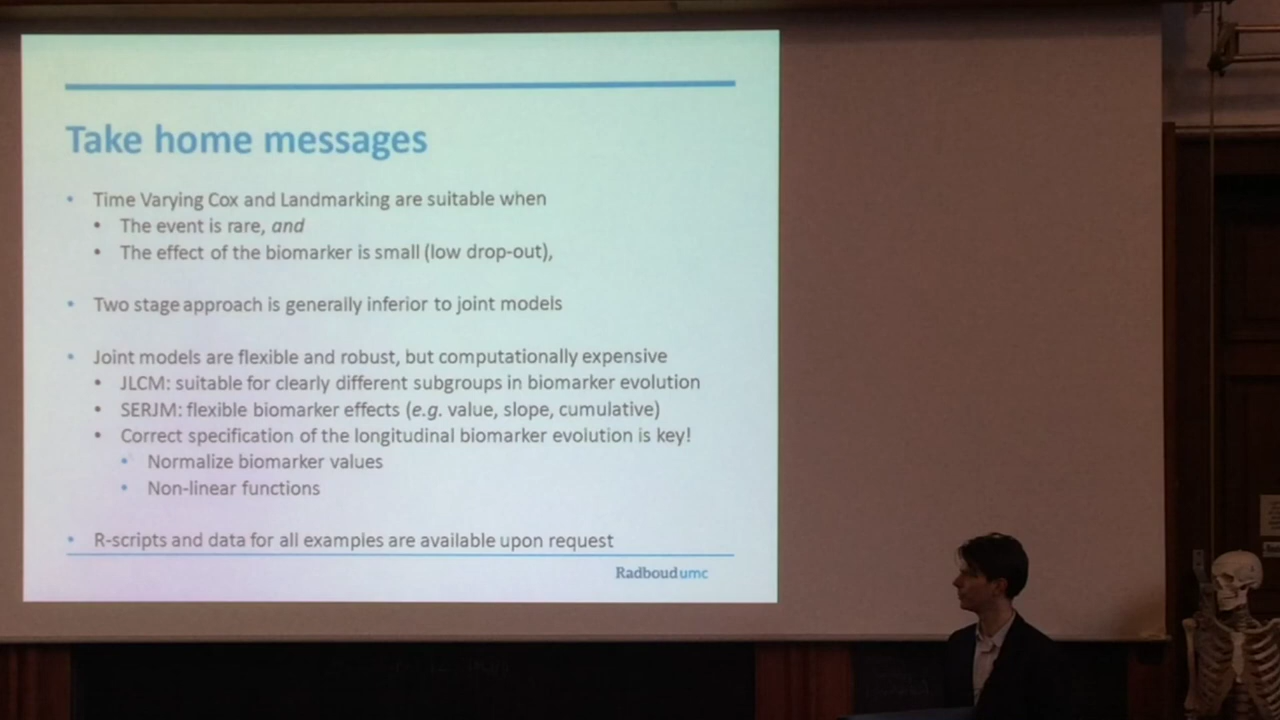 Take home messages
• Time Varying Cox and Landmarking are suitable when
• The event is rare, and
• The effect of the biomarker is small (low drop-out),
• Two stage approach is generally inferior to joint models
• Joint models are flexible and robust, but computationally expensive
• JLCM: suitable for clearly different subgroups in biomarker evolution
• SERJM: flexible biomarker effects (e.g. value, slope, cumulative)
• Correct specification of the longitudinal biomarker evolution is key!
• Normalize biomarker values
• Non-linear functions
• R-scripts and data for all examples are available upon request
Radboudumc